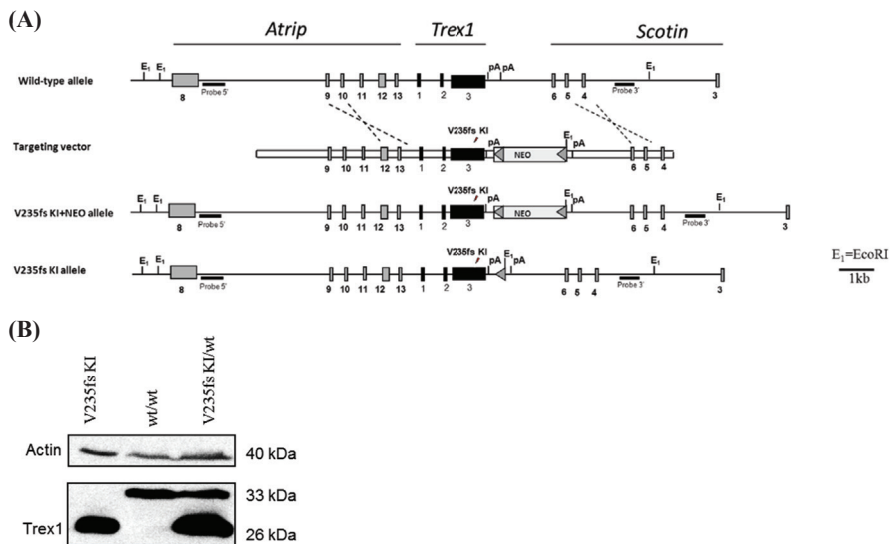 (A)
Atrip Trex1 Scotin
E1 E1 pA pA E1
Wild-type allele
8 Probe 5' 9 10 11 12 13 1 2 3 6 5 4 Probe 3' 3
V235fs KI
Targeting vector
pA NEO E1 pA
9 10 11 12 13 1 2 3 6 5 4
V235fs KI
E1 E1 pA E1 pA E1
V235fs KI+NEO allele
NEO
8 Probe 5' 9 10 11 12 13 1 2 3 6 5 4 Probe 3' 3
V235fs KI
E1 E1 pA E1 pA E1
V235fs KI allele
8 Probe 5' 9 10 11 12 13 1 2 3 6 5 4 Probe 3' 3
E1=EcoRI
1kb
(B)
V235fs KI
wt/wt
V235fs KI/wt
Actin 40 kDa
33 kDa
Trex1 26 kDa